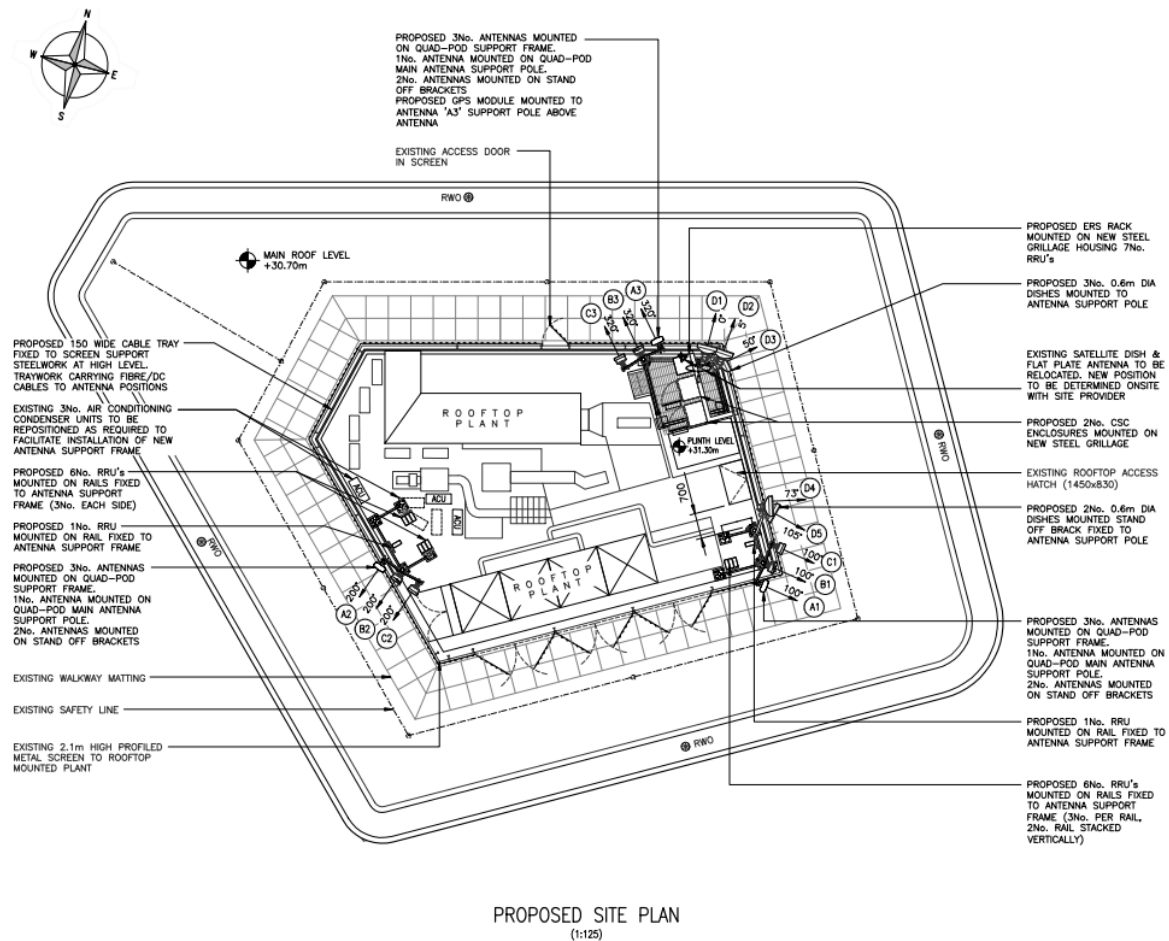 N
W
E
S
PROPOSED 3No. ANTENNAS MOUNTED
ON QUAD-POD SUPPORT FRAME.
1No. ANTENNA MOUNTED ON QUAD-POD
MAIN ANTENNA SUPPORT POLE.
2No. ANTENNAS MOUNTED ON STAND
OFF BRACKETS
PROPOSED GPS MODULE MOUNTED TO
ANTENNA 'A3' SUPPORT POLE ABOVE
ANTENNA
EXISTING ACCESS DOOR
IN SCREEN
RWO
MAIN ROOF LEVEL
+30.70m
PROPOSED 150 WIDE CABLE TRAY
FIXED TO SCREEN SUPPORT
STEELWORK AT HIGH LEVEL.
TRAYWORK CARRYING FIBRE/DC
CABLES TO ANTENNA POSITIONS
EXISTING 3No. AIR CONDITIONING
CONDENSER UNITS TO BE
REPOSITIONED AS REQUIRED TO
FACILITATE INSTALLATION OF NEW
ANTENNA SUPPORT FRAME
PROPOSED 6No. RRU's
MOUNTED ON RAILS FIXED
TO ANTENNA SUPPORT
FRAME (3No. EACH SIDE)
PROPOSED 1No. RRU
MOUNTED ON RAIL FIXED TO
ANTENNA SUPPORT FRAME
PROPOSED 3No. ANTENNAS
MOUNTED ON QUAD-POD
SUPPORT FRAME.
1No. ANTENNA MOUNTED ON
QUAD-POD MAIN ANTENNA
SUPPORT POLE.
2No. ANTENNAS MOUNTED
ON STAND OFF BRACKETS
EXISTING WALKWAY MATTING
EXISTING SAFETY LINE
EXISTING 2.1m HIGH PROFILED
METAL SCREEN TO ROOFTOP
MOUNTED PLANT
C3
B3
A3
320°
320°
320°
D1
D2
D3
50°
ROOFTOP
PLANT
PLINTH LEVEL
+31.30m
ACU
ACU
ACU
700
ROOFTOP
PLANT
200°
200°
200°
A2
B2
C2
73°
D4
105°
D5
100°
C1
100°
B1
100°
A1
RWO
RWO
RWO
PROPOSED ERS RACK
MOUNTED ON NEW STEEL
GRILLAGE HOUSING 7No.
RRU's
PROPOSED 3No. 0.6m DIA
DISHES MOUNTED TO
ANTENNA SUPPORT POLE
EXISTING SATELLITE DISH &
FLAT PLATE ANTENNA TO BE
RELOCATED. NEW POSITION
TO BE DETERMINED ONSITE
WITH SITE PROVIDER
PROPOSED 2No. CSC
ENCLOSURES MOUNTED ON
NEW STEEL GRILLAGE
EXISTING ROOFTOP ACCESS
HATCH (1450x830)
PROPOSED 2No. 0.6m DIA
DISHES MOUNTED STAND
OFF BRACK FIXED TO
ANTENNA SUPPORT POLE
PROPOSED 3No. ANTENNAS
MOUNTED ON QUAD-POD
SUPPORT FRAME.
1No. ANTENNA MOUNTED ON
QUAD-POD MAIN ANTENNA
SUPPORT POLE.
2No. ANTENNAS MOUNTED
ON STAND OFF BRACKETS
PROPOSED 1No. RRU
MOUNTED ON RAIL FIXED TO
ANTENNA SUPPORT FRAME
PROPOSED 6No. RRU's
MOUNTED ON RAILS FIXED
TO ANTENNA SUPPORT
FRAME (3No. PER RAIL,
2No. RAIL STACKED
VERTICALLY)
PROPOSED SITE PLAN
(1:125)